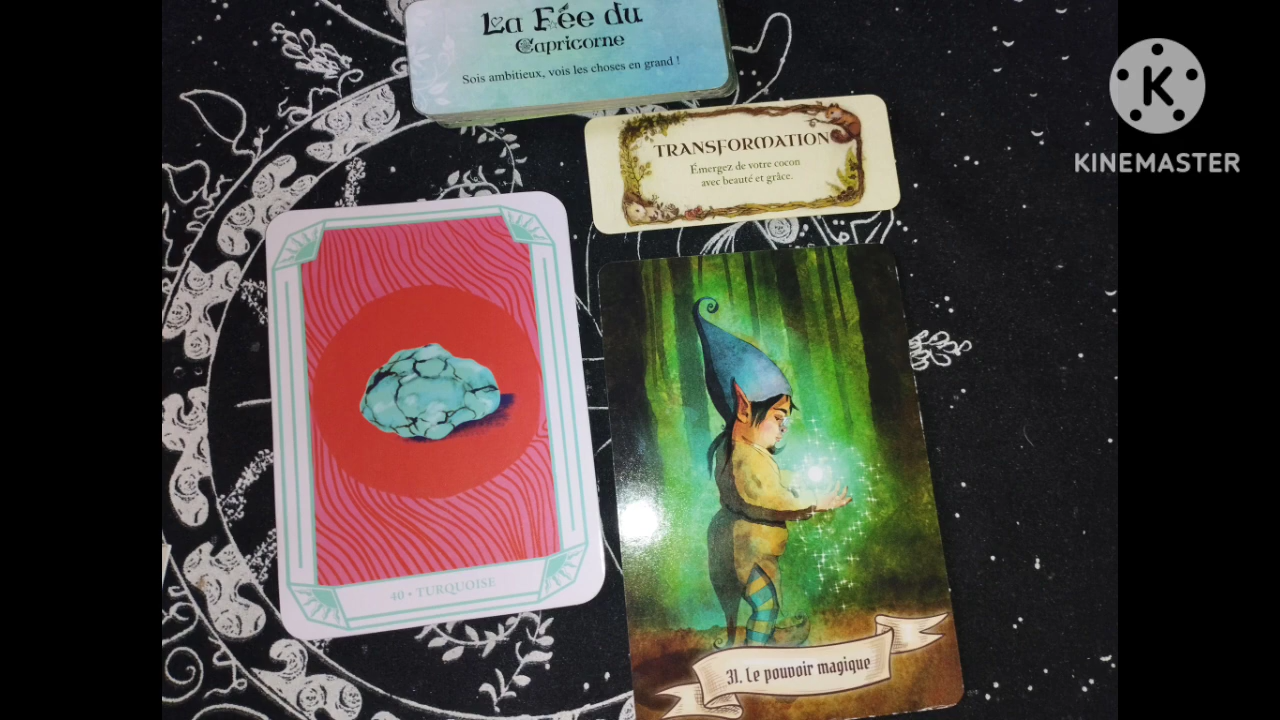 La Fée du
Capricorne
Sois ambitieux, vois les choses en grand !
TRANSFORMATION
Émergez de votre cocon
avec beauté et grâce.
40 • TURQUOISE
31. Le pouvoir magique
K
KINEMASTER